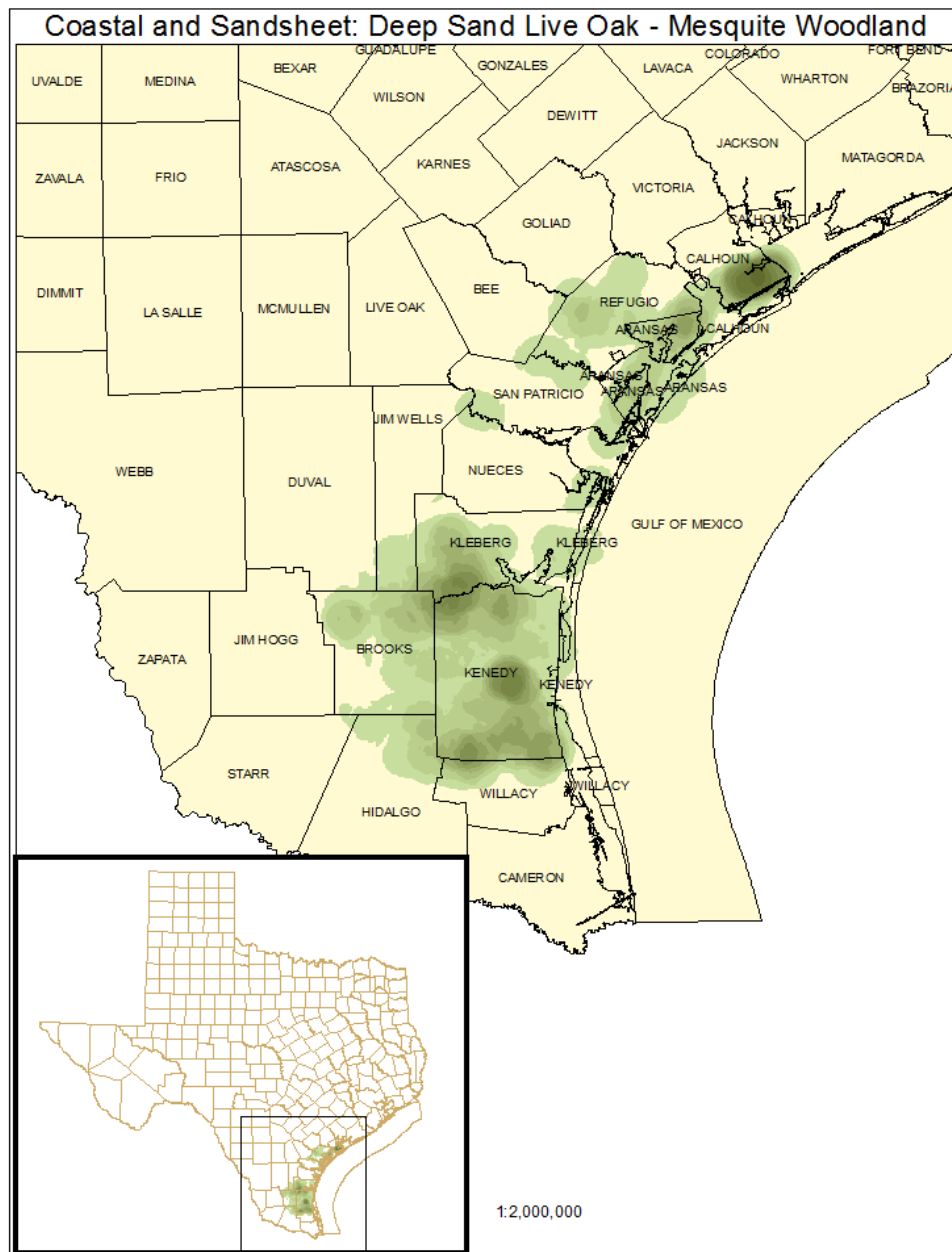 Coastal and Sandsheet: Deep Sand Live Oak - Mesquite Woodland
GUADALUPE
COLORADO
FORT BEND
UVALDE
MEDINA
BEXAR
GONZALES
LAVACA
WHARTON
BRAZORIA
WILSON
DEWITT
JACKSON
MATAGORDA
ZAVALA
FRIO
ATASCOSA
KARNES
VICTORIA
GOLIAD
CALHOUN
DIMMIT
LA SALLE
MCMULLEN
LIVE OAK
BEE
CALHOUN
REFUGIO
ARANSAS
CALHOUN
ARANSAS
SAN PATRICIO
ARANSAS
ARANSAS
JIM WELLS
WEBB
DUVAL
NUECES
GULF OF MEXICO
KLEBERG
KLEBERG
ZAPATA
JIM HOGG
BROOKS
KENEDY
KENEDY
STARR
HIDALGO
WILLACY
WILLACY
CAMERON
1:2,000,000